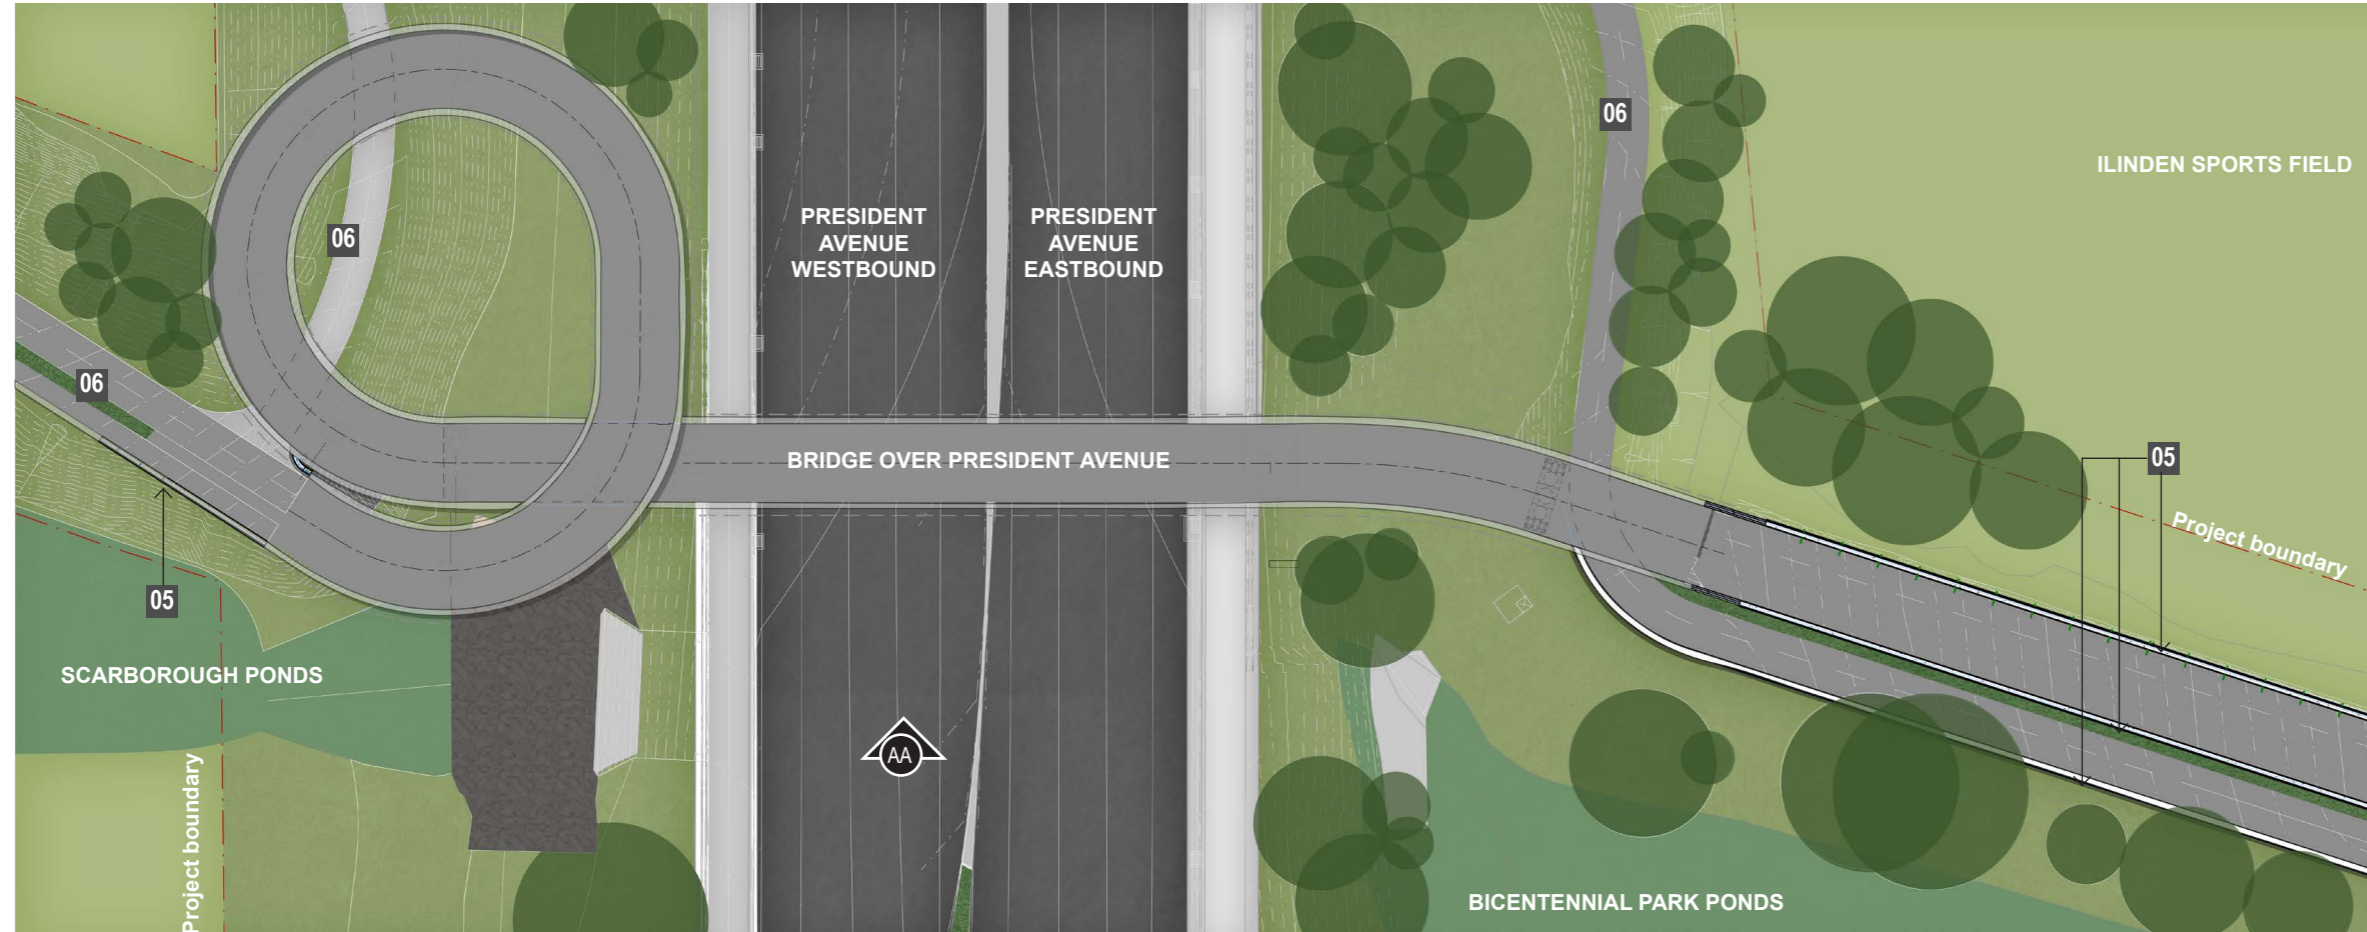 06
ILINDEN SPORTS FIELD
PRESIDENT
AVENUE
WESTBOUND
PRESIDENT
AVENUE
EASTBOUND
06
06
BRIDGE OVER PRESIDENT AVENUE
05
Project boundary
05
SCARBOROUGH PONDS
AA
Project boundary
BICENTENNIAL PARK PONDS